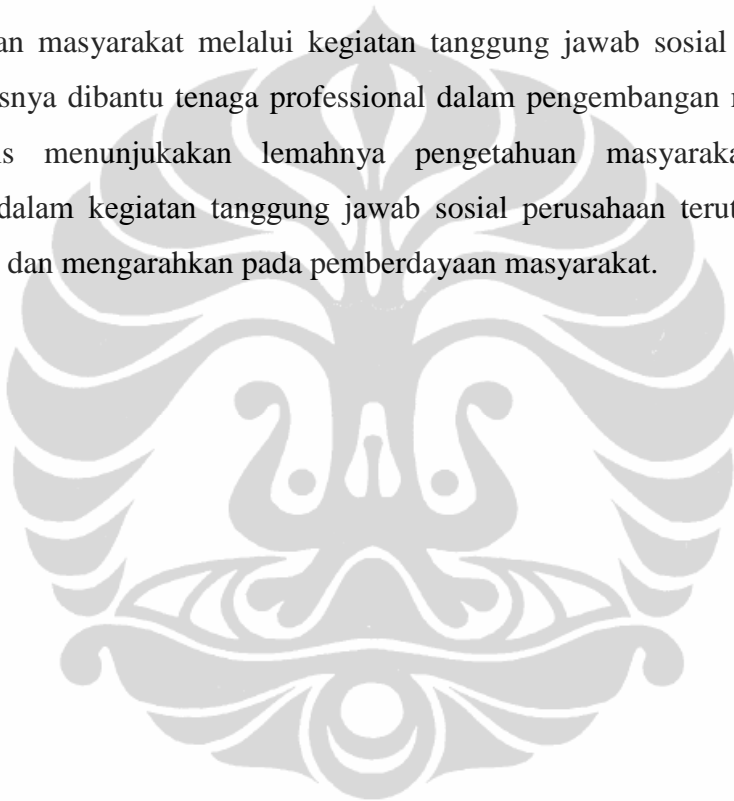 an masyarakat melalui kegiatan tanggung jawab sosial
snya dibantu tenaga professional dalam pengembangan
s menunjukakan lemahnya pengetahuan masyaraka
dalam kegiatan tanggung jawab sosial perusahaan terut
dan mengarahkan pada pemberdayaan masyarakat.